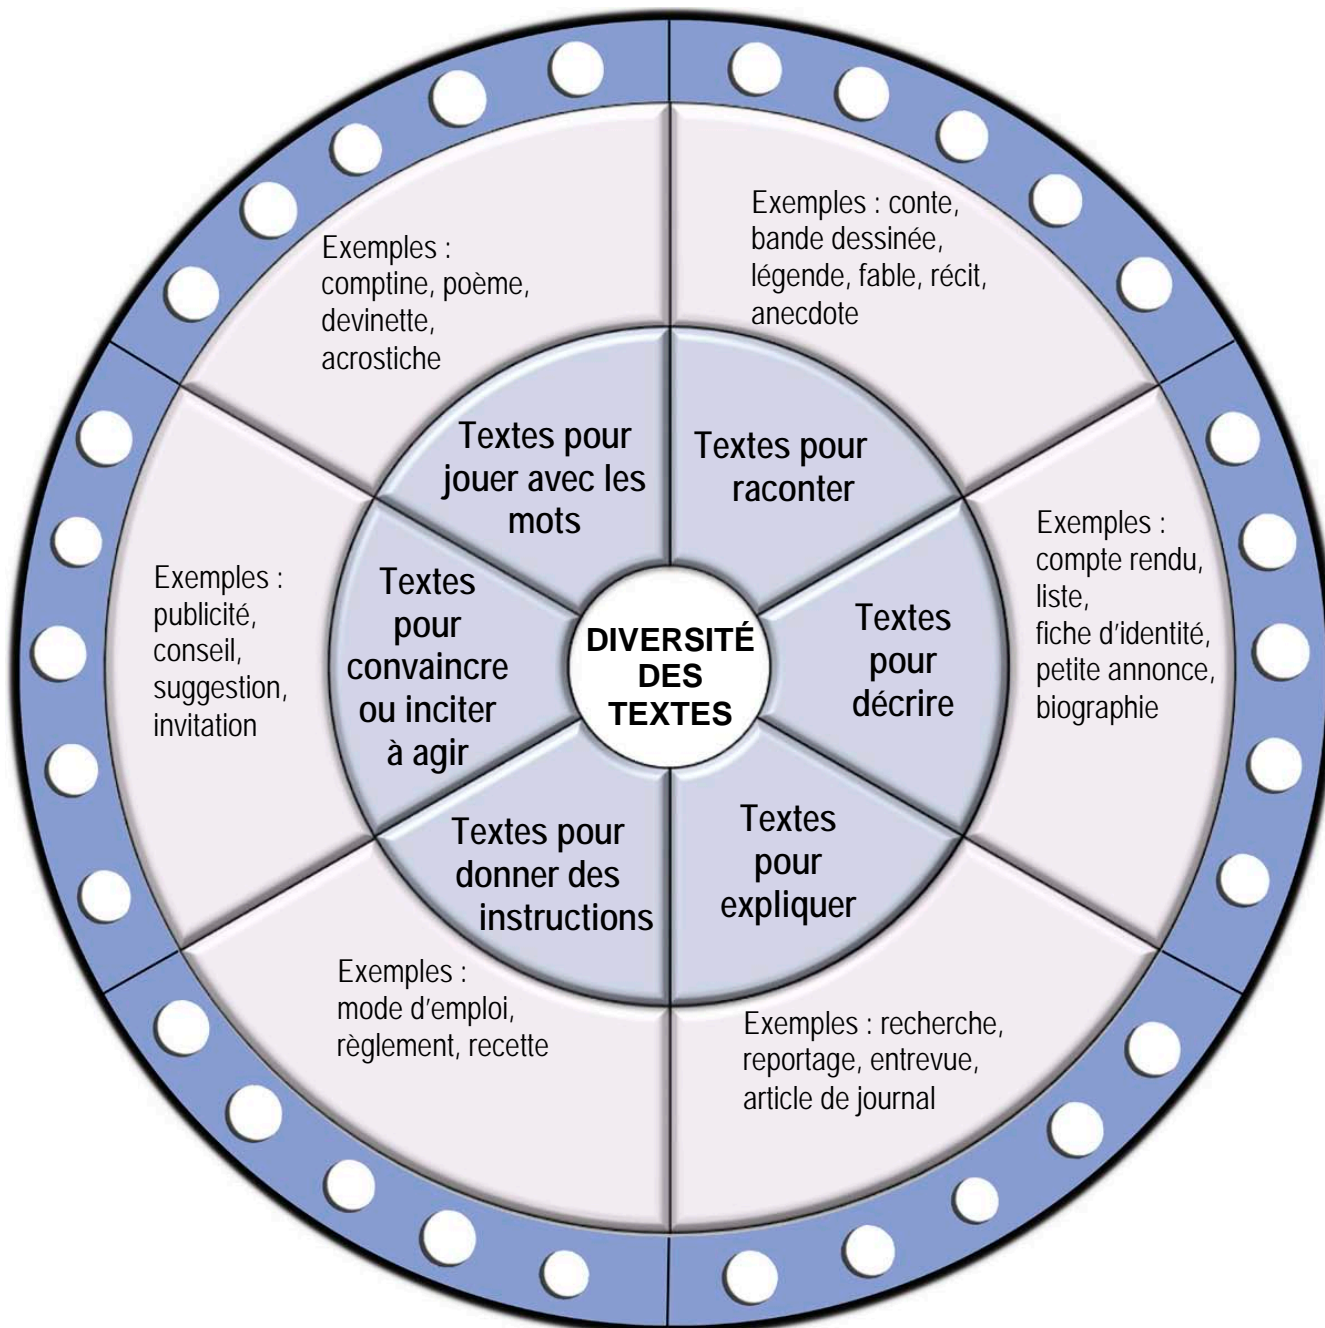 Exemples : conte,
bande dessinée,
légende, fable, récit,
anecdote
Exemples :
comptine, poème,
devinette,
acrostiche
Textes pour
jouer avec les
mots
Textes pour
raconter
Exemples :
publicité,
conseil,
suggestion,
invitation
Textes
pour
convaincre
ou inciter
à agir
DIVERSITÉ
DES
TEXTES
Textes
pour
décrire
Exemples :
compte rendu,
liste,
fiche d'identité,
petite annonce,
biographie
Textes pour
donner des
instructions
Textes
pour
expliquer
Exemples :
mode d'emploi,
règlement, recette
Exemples : recherche,
reportage, entrevue,
article de journal